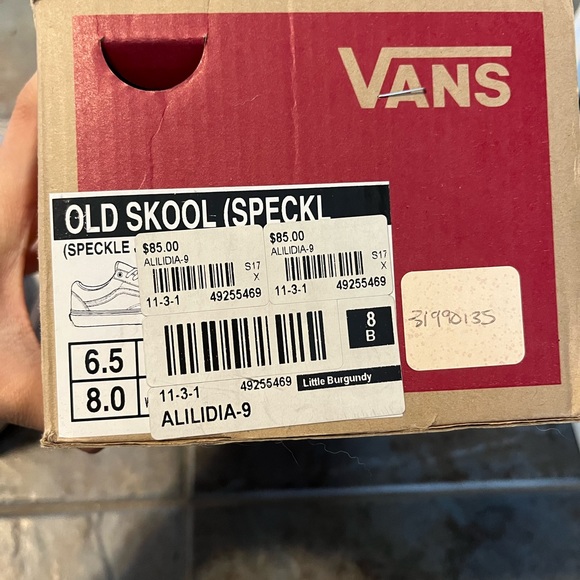 VANS
OLD SKOOL (SPECKL
(SPECKLE
$85.00
ALILIDIA-9
S17
X
11-3-1 49255469
$85.00
ALILIDIA-9
S17
X
11-3-1 49255469
6.5
8.0
8
B
11-3-1 49255469 Little Burgundy
ALILIDIA-9
31990135